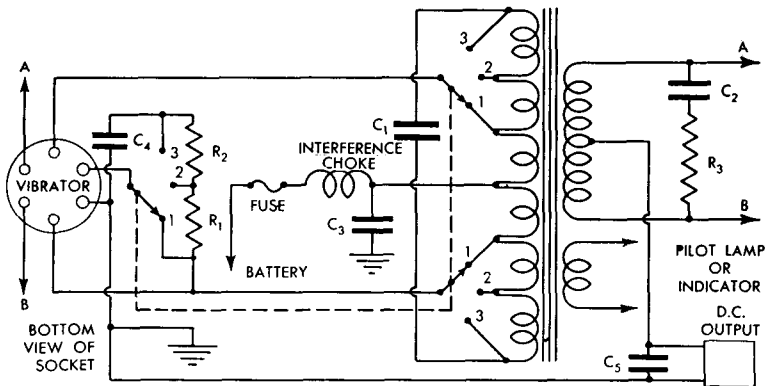 A
3
A
2
1
C₁
C₂
C₄
3
R₂
INTERFERENCE
CHOKE
VIBRATOR
2
R₃
1
R₁
FUSE
C₃
1
B
B
BATTERY
2
PILOT LAMP
OR
INDICATOR
3
BOTTOM
VIEW OF
SOCKET
D.C.
OUTPUT
C₅